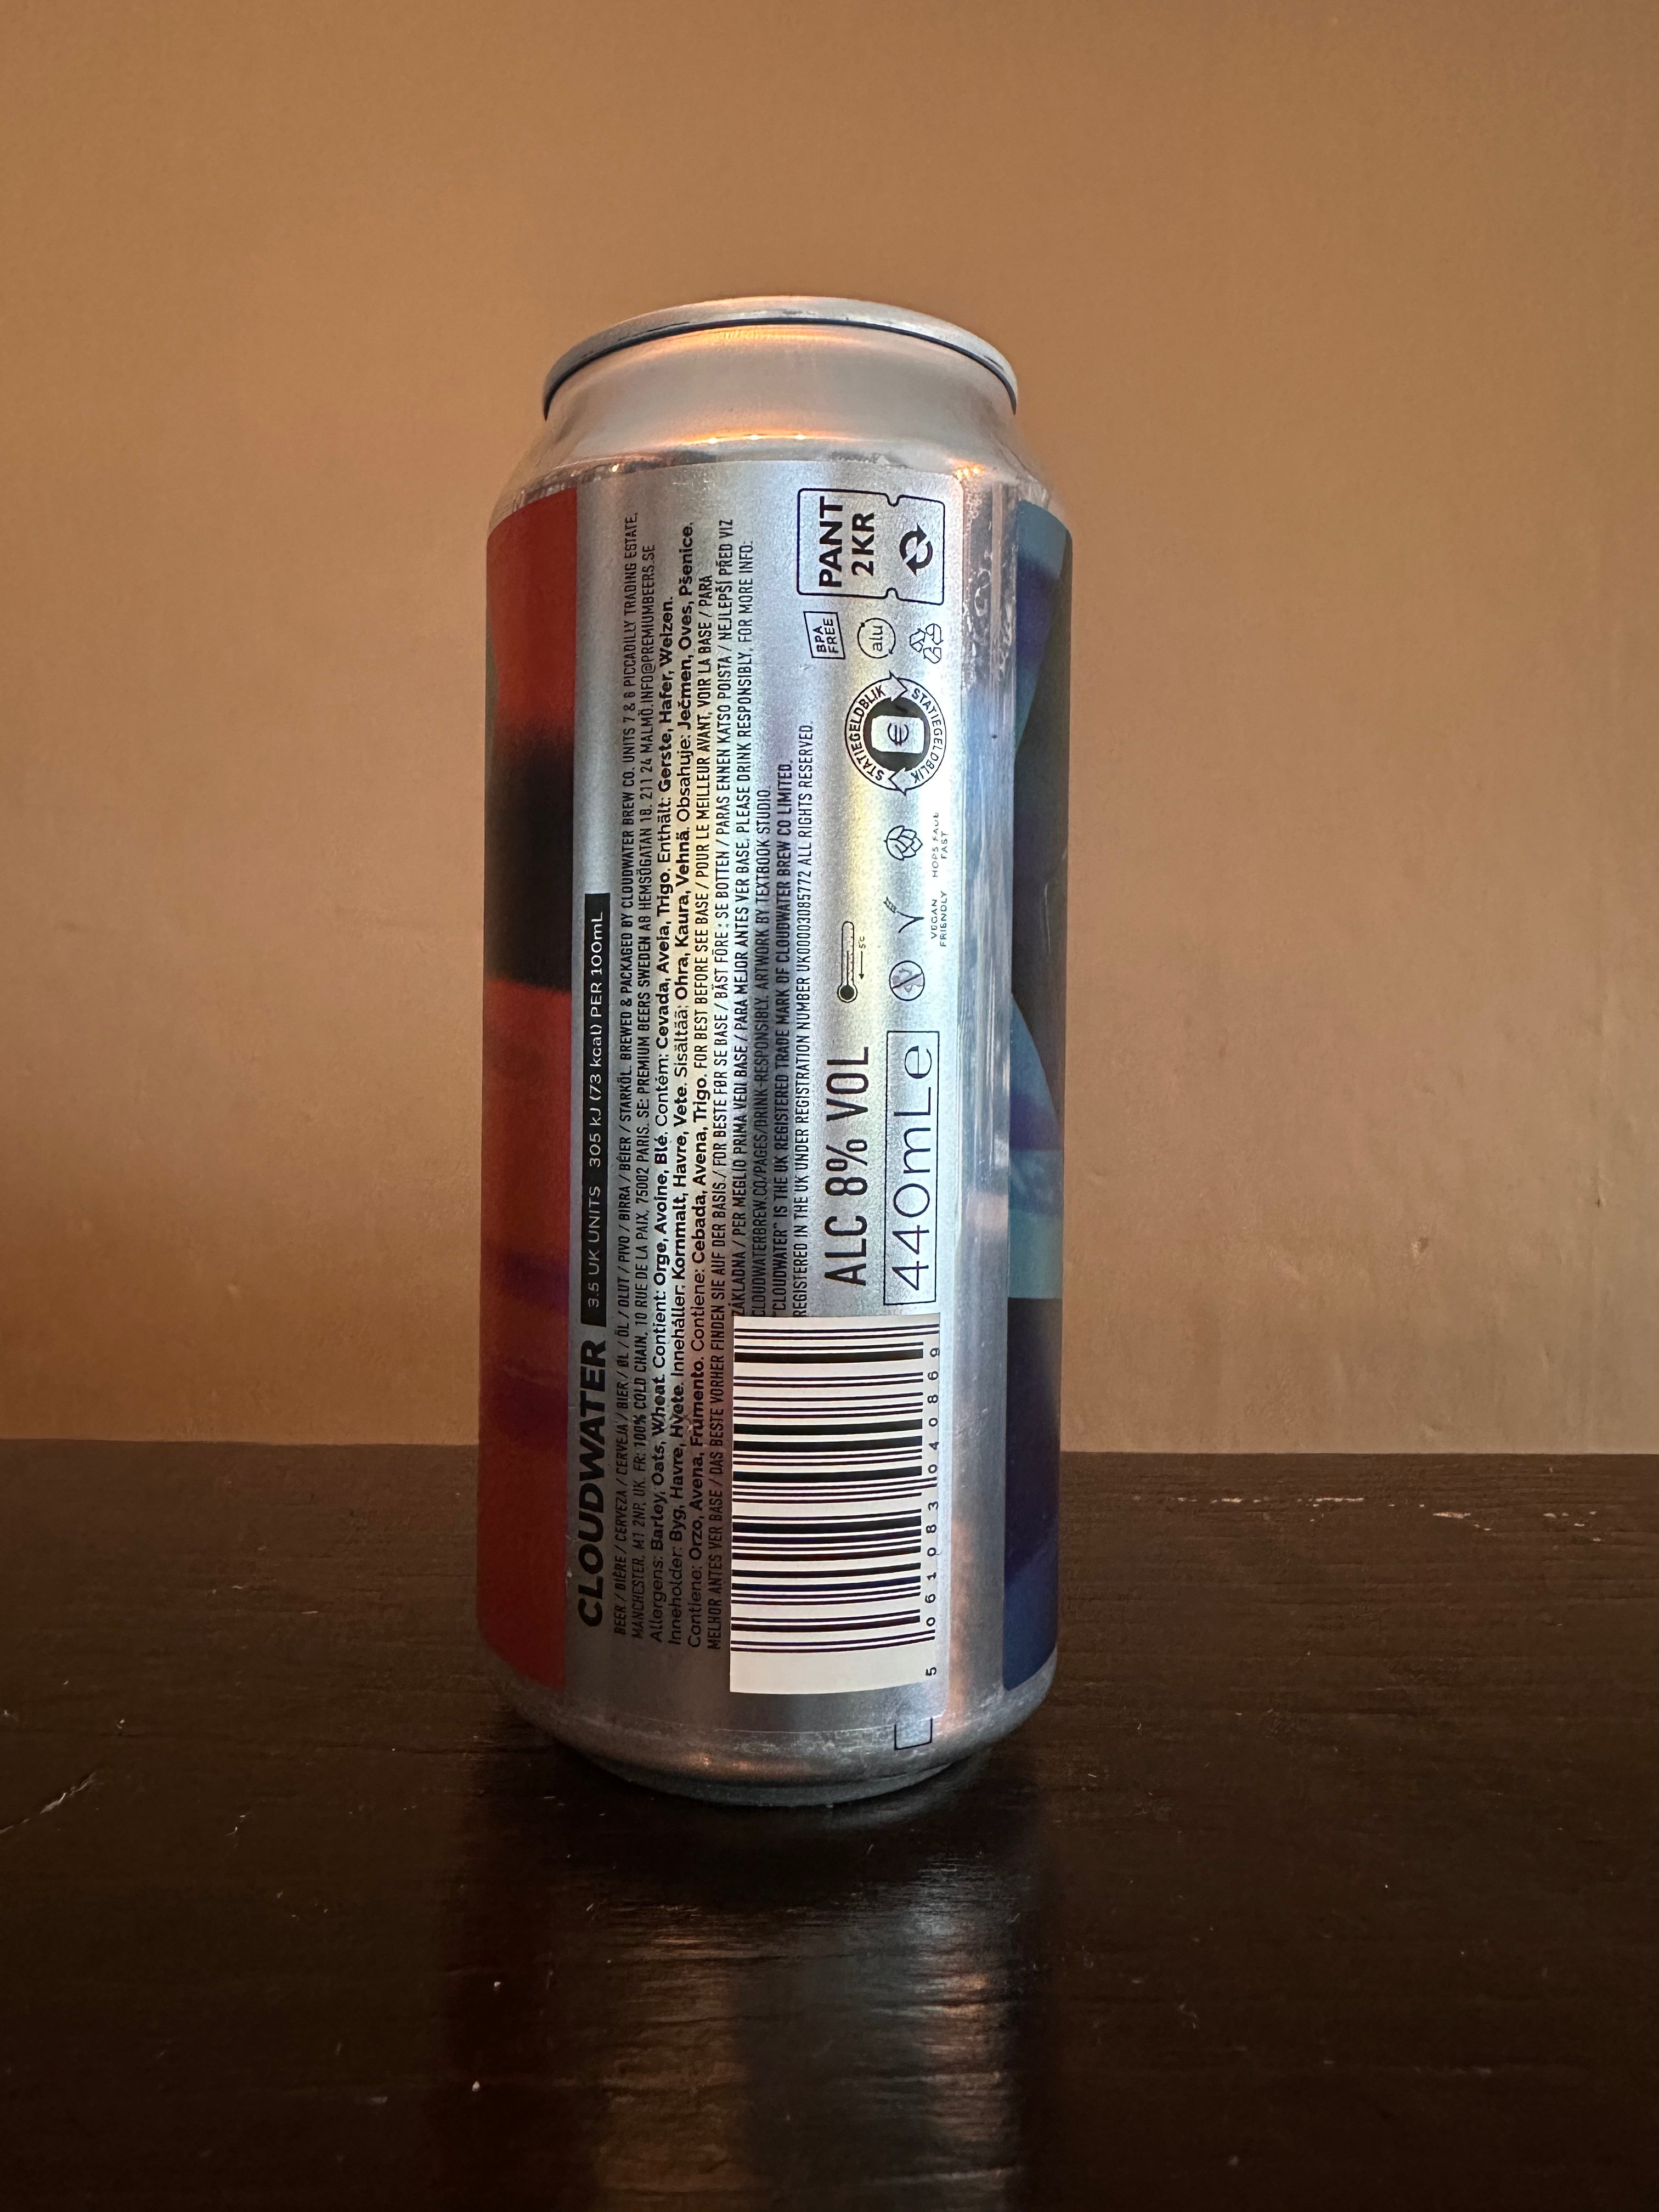 CLOUDWATER 3.5 UK UNITS 305 kJ (73 kcal) PER 100mL
BEER / BIÈRE / CERVEZA / CERVEJA / BIER / ØL / ÖL / OLUT / PIVO / BIRRA / BÉIER / STARKÖL. BREWED & PACKAGED BY CLOUDWATER BREW CO. UNITS 7 & 8 PICCADILLY TRADING ESTATE,
MANCHESTER, M1 2NP, UK. FR: 100% COLD CHAIN, 10 RUE DE LA PAIX, 75002 PARIS. SE: PREMIUM BEERS SWEDEN AB HEMSÖGATAN 1B, 211 24 MALMÖ.INFO@PREMIUMBEERS.SE
Allergens: Barley, Oats, Wheat. Contient: Orge, Avoine, Blé. Contém: Cevada, Aveia, Trigo. Enthält: Gerste, Hafer, Weizen.
Inneholder: Byg, Havre, Hvete. Innehåller: Kornmalt, Havre, Vete. Sisältää: Ohra, Kaura, Vehnä. Obsahuje: Ječmen, Oves, Pšenice.
Contiene: Orzo, Avena, Frumento. Contiene: Cebada, Avena, Trigo. FOR BEST BEFORE SEE BASE / POUR LE MEILLEUR AVANT, VOIR LA BASE / PARA
MELHOR ANTES VER BASE / DAS BESTE VORHER FINDEN SIE AUF DER BASIS / FOR BESTE FØR SE BASE / BÄST FÖRE : SE BOTTEN / PARAS ENNEN KATSO POISTA / NEJLEPŠÍ PŘED VIZ
ZÁKLADNA / PER MEGLIO PRIMA VEDI BASE / PARA MEJOR ANTES VER BASE. PLEASE DRINK RESPONSIBLY, FOR MORE INFO:
CLOUDWATERBREW.CO/PAGES/DRINK-RESPONSIBLY. ARTWORK BY TEXTBOOK STUDIO.
"CLOUDWATER" IS THE UK REGISTERED TRADE MARK OF CLOUDWATER BREW CO LIMITED.
REGISTERED IN THE UK UNDER REGISTRATION NUMBER UK00003085772 ALL RIGHTS RESERVED.
ALC 8% VOL
440mL e
5°C
VEGAN
FRIENDLY
HOPS FADE
FAST
STATIEGELDBLIK
€
STATIEGELDBLIK
BPA
FREE
alu
PANT
2 KR
5 061083 040869